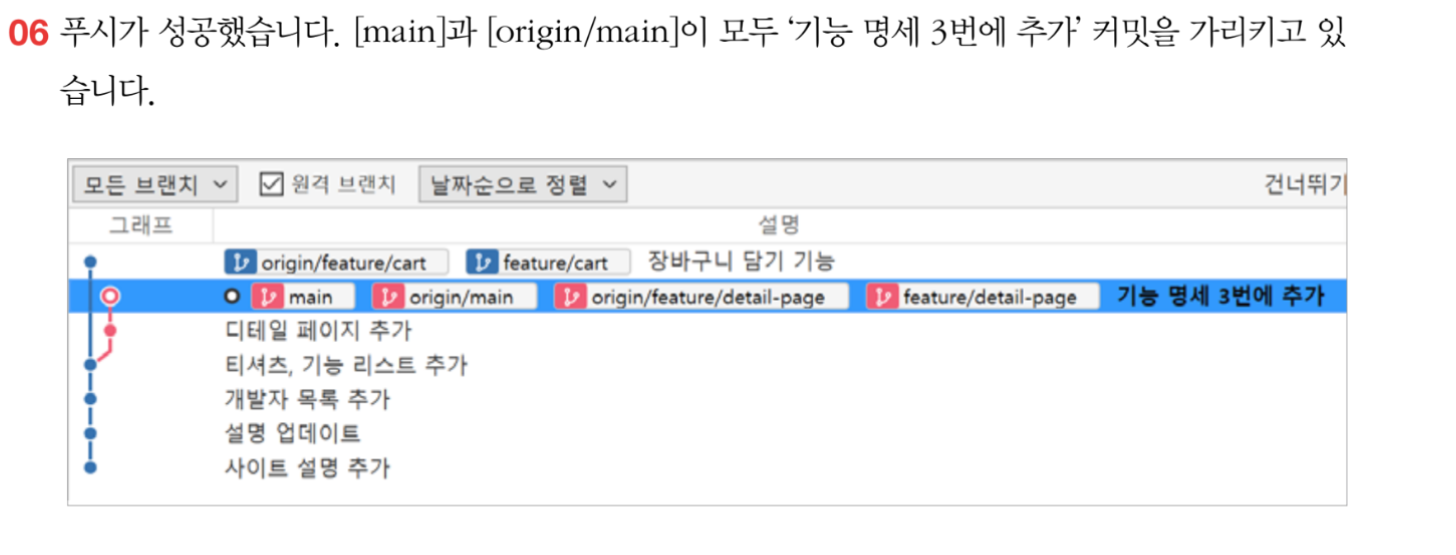 06 푸시가 성공했습니다. [main]과 [origin/main]이 모두 ‘기능 명세 3번에 추가’ 커밋을 가리키고 있
습니다.
모든 브랜치 원격 브랜치 날짜순으로 정렬 건너뛰기
그래프 설명
origin/feature/cart feature/cart 장바구니 담기 기능
main origin/main origin/feature/detail-page feature/detail-page 기능 명세 3번에 추가
디테일 페이지 추가
티셔츠, 기능 리스트 추가
개발자 목록 추가
설명 업데이트
사이트 설명 추가